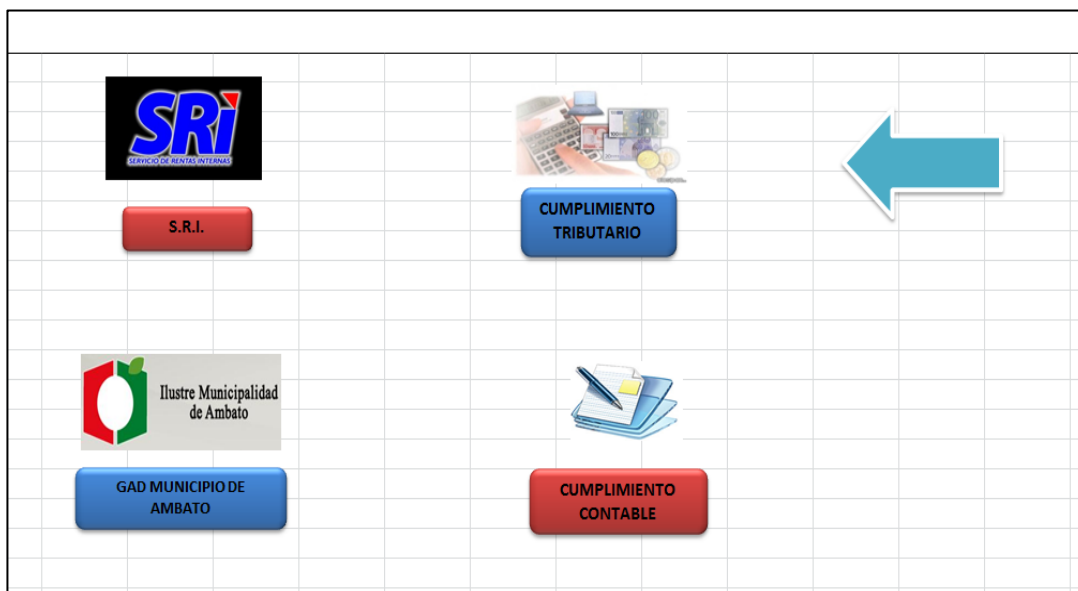 SRi
SERVICIO DE RENTAS INTERNAS
S.R.I.
CUMPLIMIENTO
TRIBUTARIO
Ilustre Municipalidad
de Ambato
GAD MUNICIPIO DE
AMBATO
CUMPLIMIENTO
CONTABLE